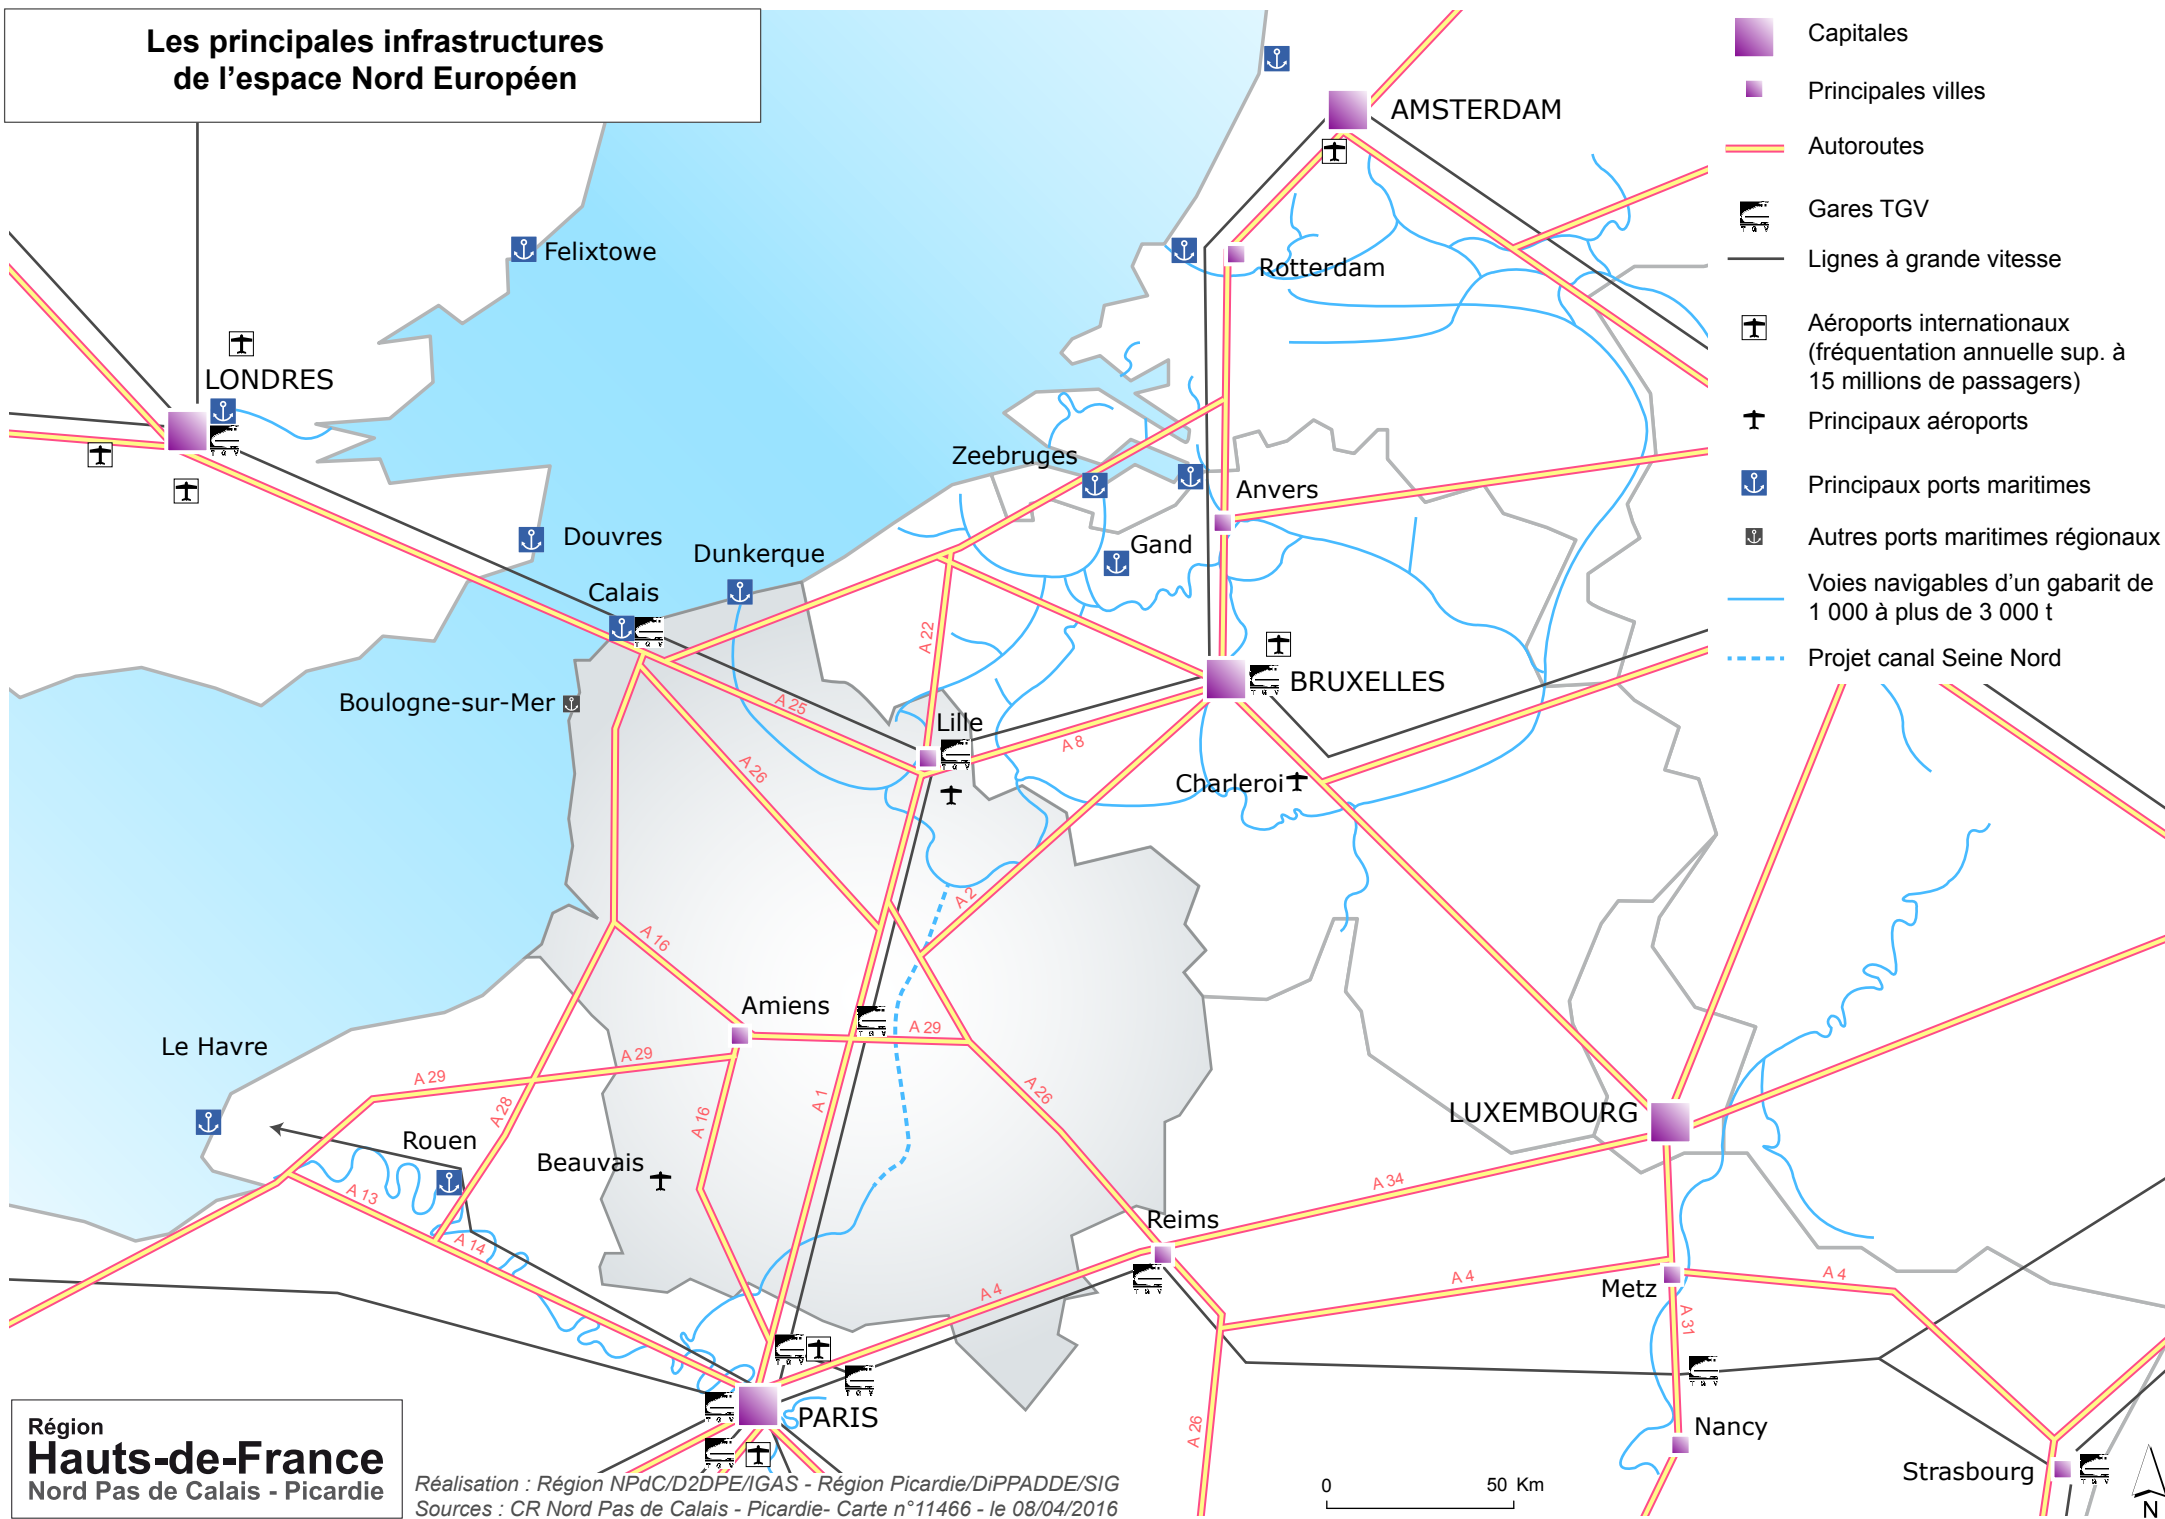 Les principales infrastructures
de l'espace Nord Européen
Capitales
Principales villes
Autoroutes
Gares TGV
Lignes à grande vitesse
Aéroports internationaux
(fréquentation annuelle sup. à
15 millions de passagers)
Principaux aéroports
Principaux ports maritimes
Autres ports maritimes régionaux
Voies navigables d'un gabarit de
1 000 à plus de 3 000 t
Projet canal Seine Nord
AMSTERDAM
Felixtowe
Rotterdam
LONDRES
Zeebruges
Anvers
Douvres
Gand
Dunkerque
Calais
A 22
BRUXELLES
Boulogne-sur-Mer
A 25
Lille
A 8
A 26
Charleroi
A 2
A 16
Amiens
A 29
Le Havre
A 29
A 29
A 26
A 1
A 28
A 16
LUXEMBOURG
Rouen
Beauvais
A 13
A 34
Reims
A 14
A 4
A 4
A 4
Metz
A 31
PARIS
A 26
Nancy
Strasbourg
Région
Hauts-de-France
Nord Pas de Calais - Picardie
Réalisation : Région NPdC/D2DPE/IGAS - Région Picardie/DiPPADDE/SIG
Sources : CR Nord Pas de Calais - Picardie- Carte n°11466 - le 08/04/2016
0 50 Km
N